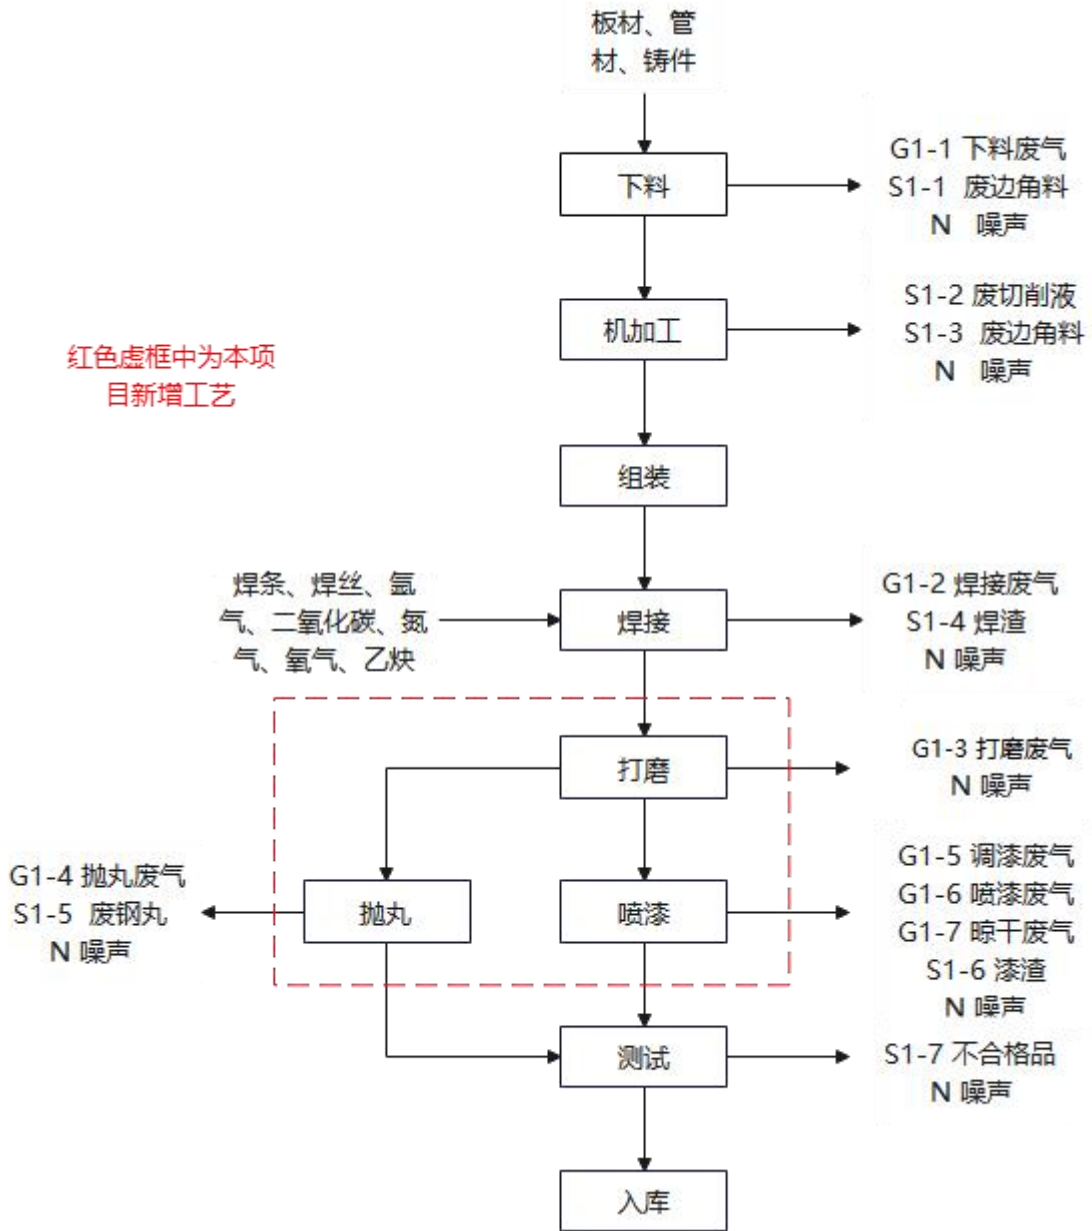 板材、管
材、铸件
下料
G1-1 下料废气
S1-1 废边角料
N 噪声
机加工
S1-2 废切削液
S1-3 废边角料
N 噪声
红色虚框中为本项
目新增工艺
组装
焊条、焊丝、氩
气、二氧化碳、氮
气、氧气、乙炔
焊接
G1-2 焊接废气
S1-4 焊渣
N 噪声
打磨
G1-3 打磨废气
N 噪声
G1-4 抛丸废气
S1-5 废钢丸
N 噪声
抛丸
喷漆
G1-5 调漆废气
G1-6 喷漆废气
G1-7 晾干废气
S1-6 漆渣
N 噪声
测试
S1-7 不合格品
N 噪声
入库